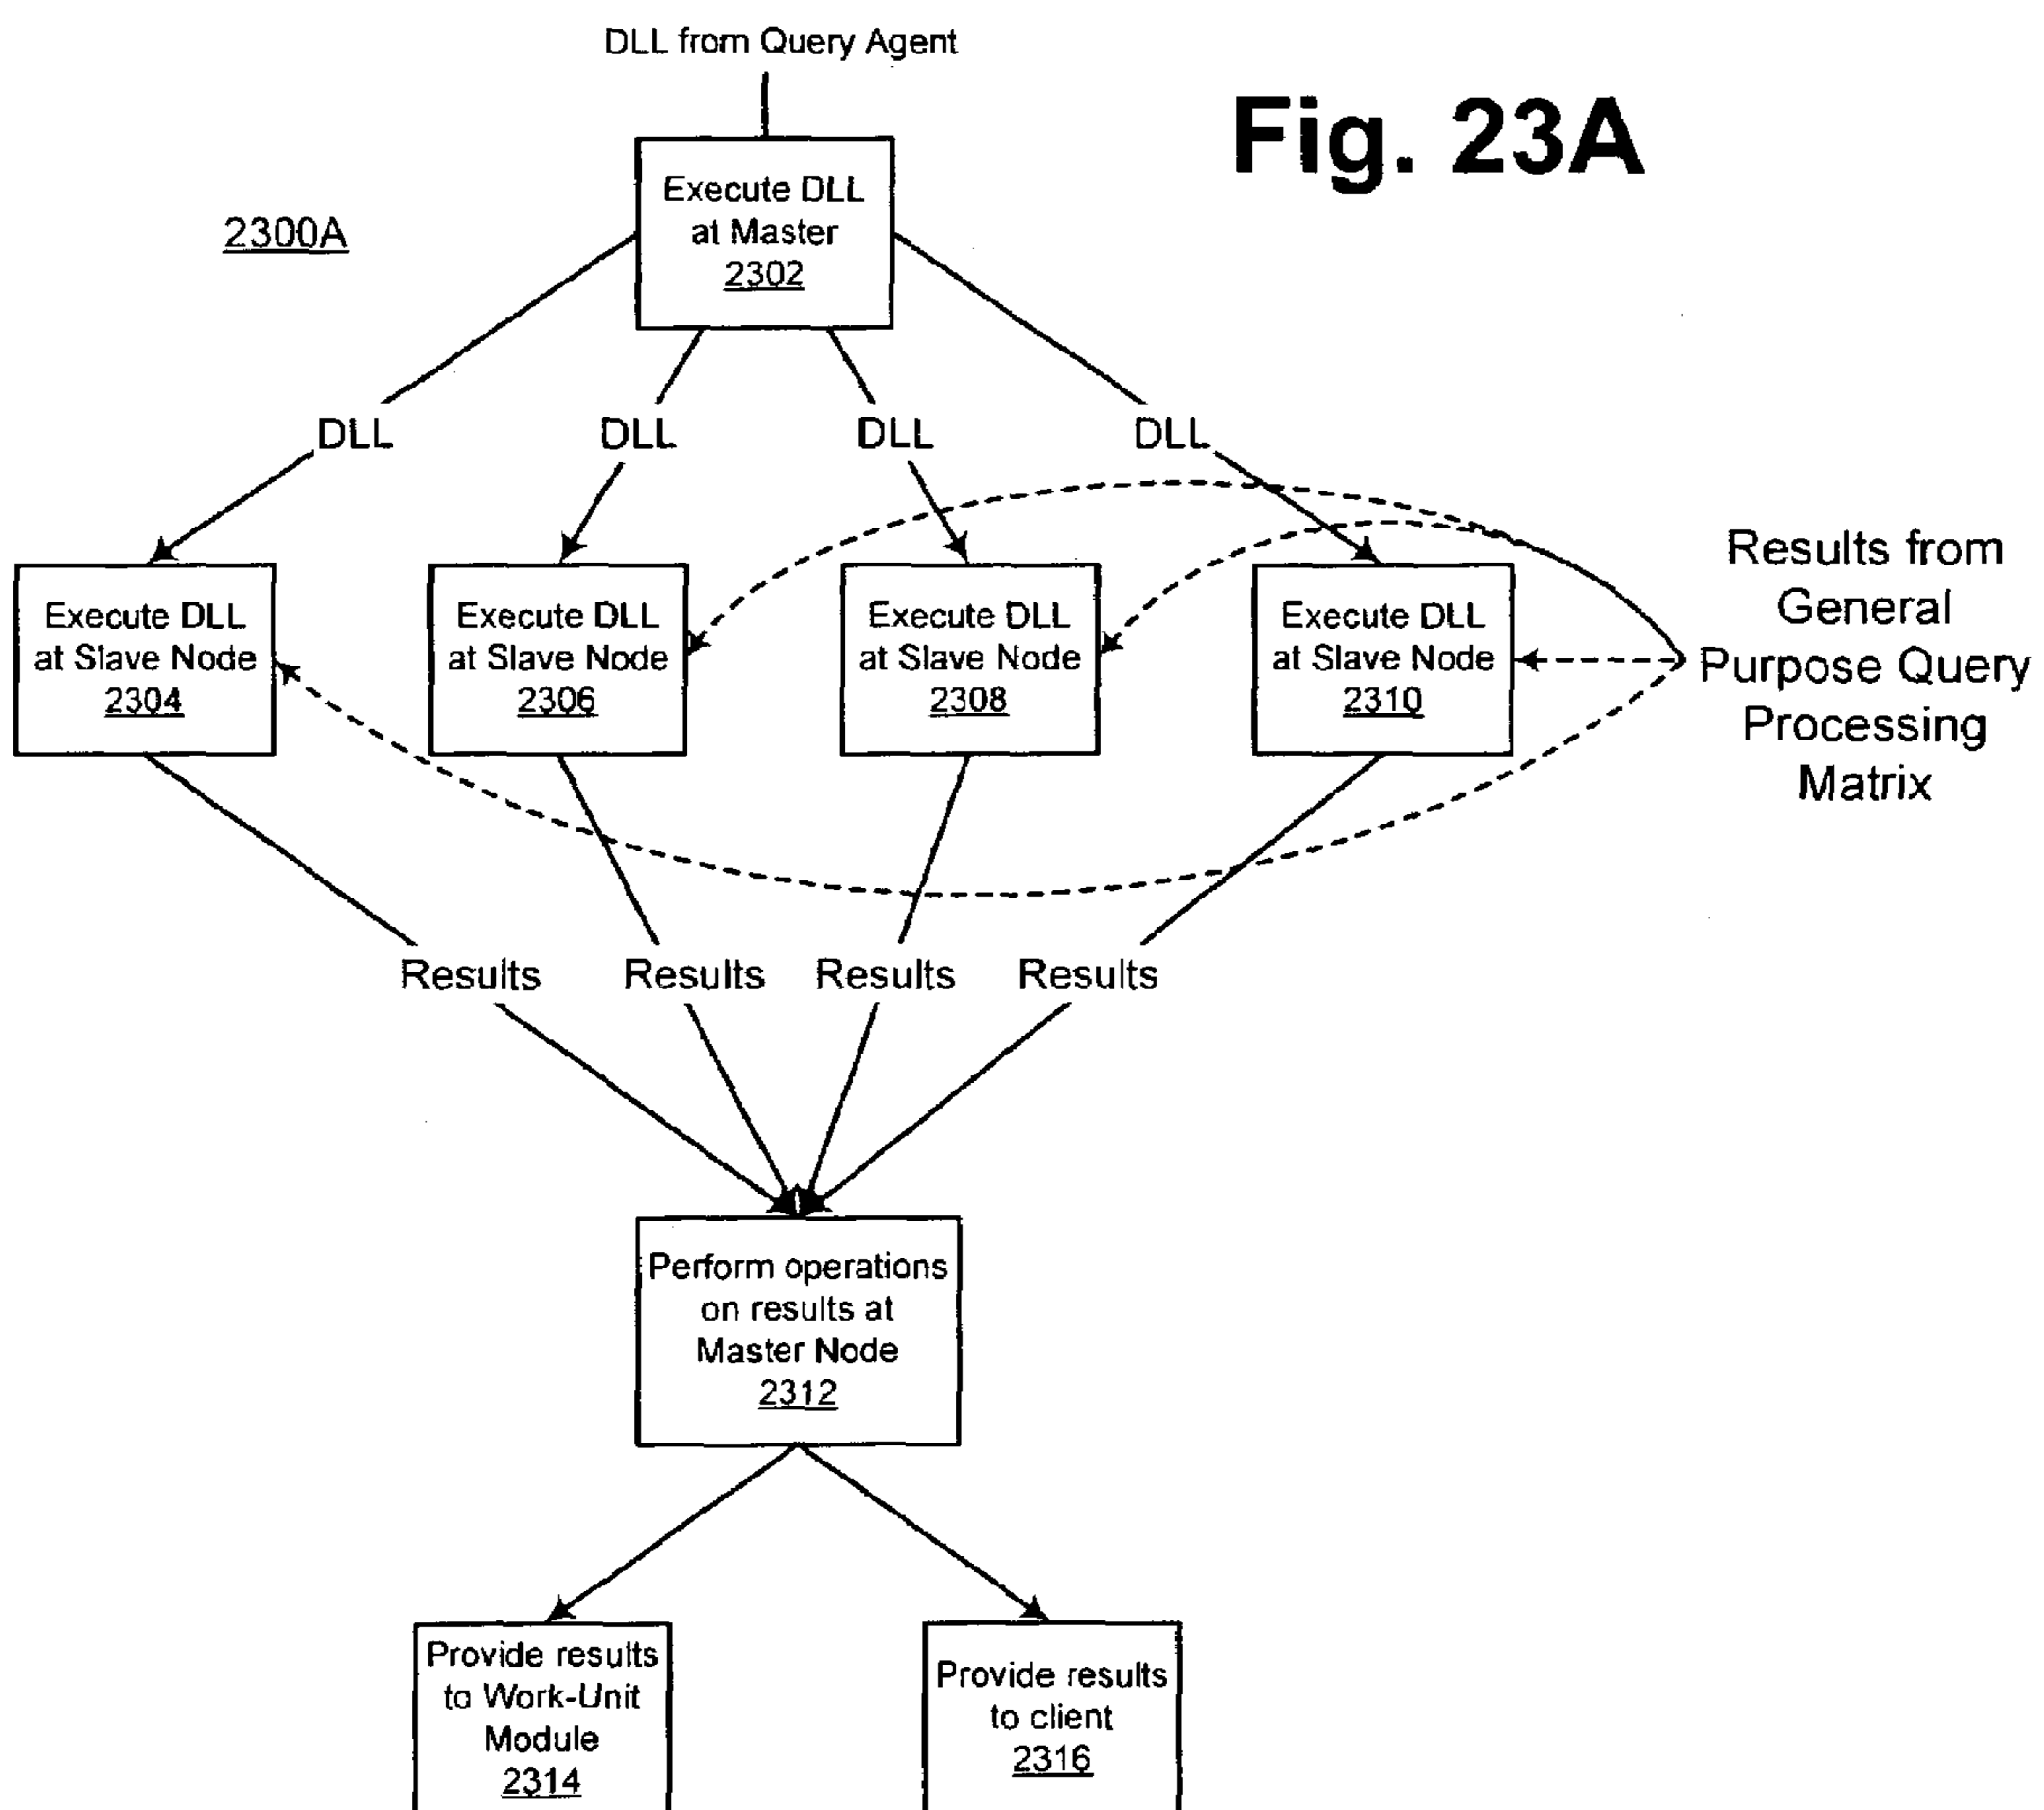 DLL from Query Agent
Fig. 23A
2300A
Execute DLL
at Master
2302
DLL
DLL
DLL
DLL
Execute DLL
at Slave Node
2304
Execute DLL
at Slave Node
2306
Execute DLL
at Slave Node
2308
Execute DLL
at Slave Node
2310
Results from
General
Purpose Query
Processing
Matrix
Results
Results
Results
Results
Perform operations
on results at
Master Node
2312
Provide results
to Work-Unit
Module
2314
Provide results
to client
2316